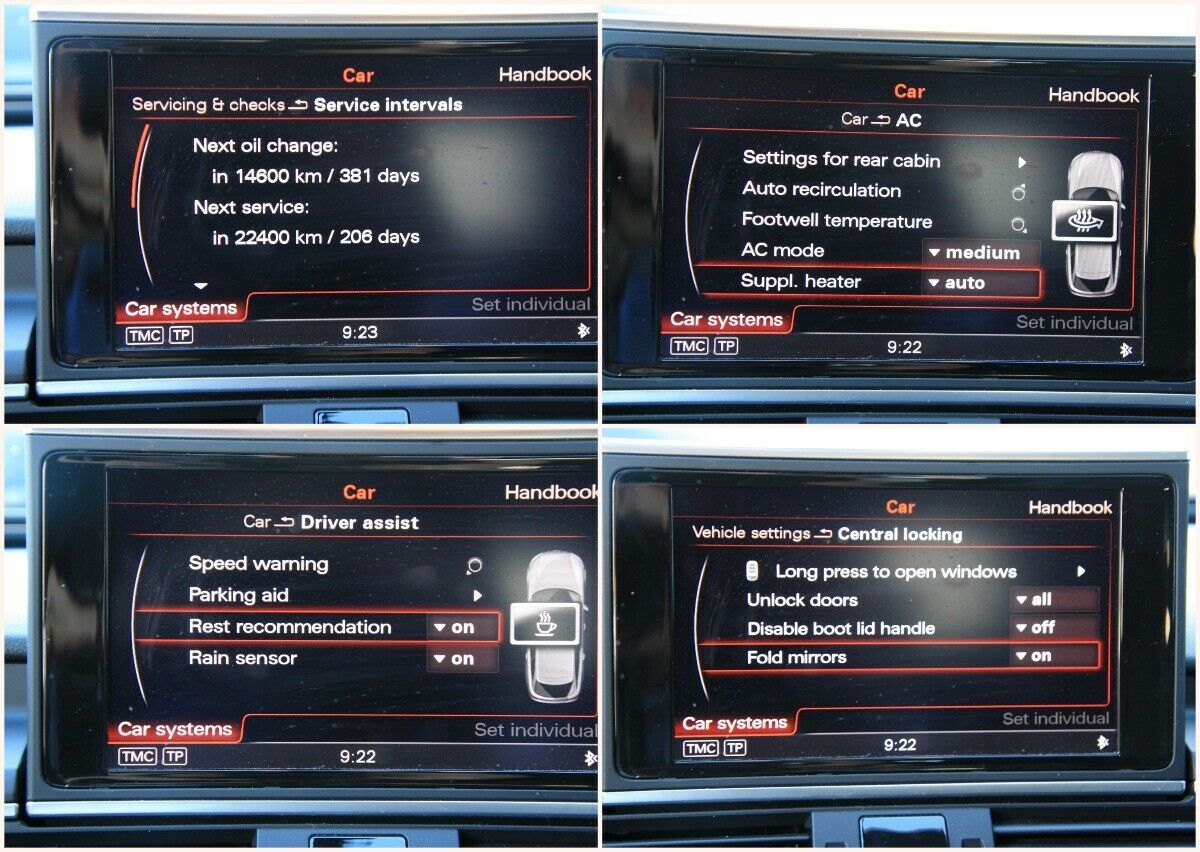 Car
Handbook
Servicing & checks Service intervals
Next oil change:
in 14600 km / 381 days
Next service:
in 22400 km / 206 days
Car systems
Set individual
TMC TP
9:23
Car
Handbook
Car AC
Settings for rear cabin
Auto recirculation
Footwell temperature
AC mode medium
Suppl. heater auto
Car systems
Set individual
TMC TP
9:22
Car
Handbook
Car Driver assist
Speed warning
Parking aid
Rest recommendation on
Rain sensor on
Car systems
Set individual
TMC TP
9:22
Car
Handbook
Vehicle settings Central locking
Long press to open windows
Unlock doors all
Disable boot lid handle off
Fold mirrors on
Car systems
Set individual
TMC TP
9:22